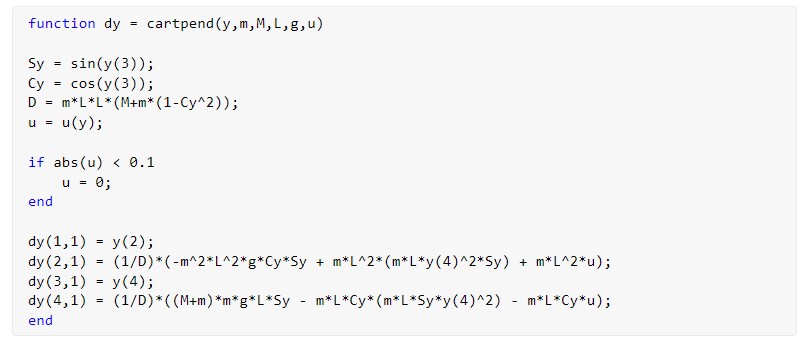 function dy = cartpend(y,m,M,L,g,u)
Sy = sin(y(3));
Cy = cos(y(3));
D = m*L*L*(M+m*(1-Cy^2));
u = u(y);
if abs(u) < 0.1
    u = 0;
end
dy(1,1) = y(2);
dy(2,1) = (1/D)*(-m^2*L^2*g*Cy*Sy + m*L^2*(m*L*y(4)^2*Sy) + m*L^2*u);
dy(3,1) = y(4);
dy(4,1) = (1/D)*((M+m)*m*g*L*Sy - m*L*Cy*(m*L*Sy*y(4)^2) - m*L*Cy*u);
end